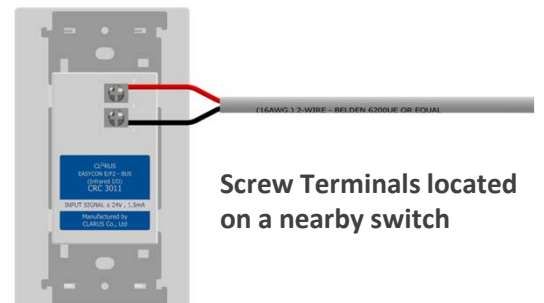 (16AWG ) 2-WIRE - BELDEN 6200UE OR EQUAL
CLARUS
EASYCON E/F2 - BUS
(Infrared I/O)
CRC 3011
INPUT SIGNAL ± 24V , 1.5mA
Manufactured by
CLARUS Co., Ltd
Screw Terminals located
on a nearby switch